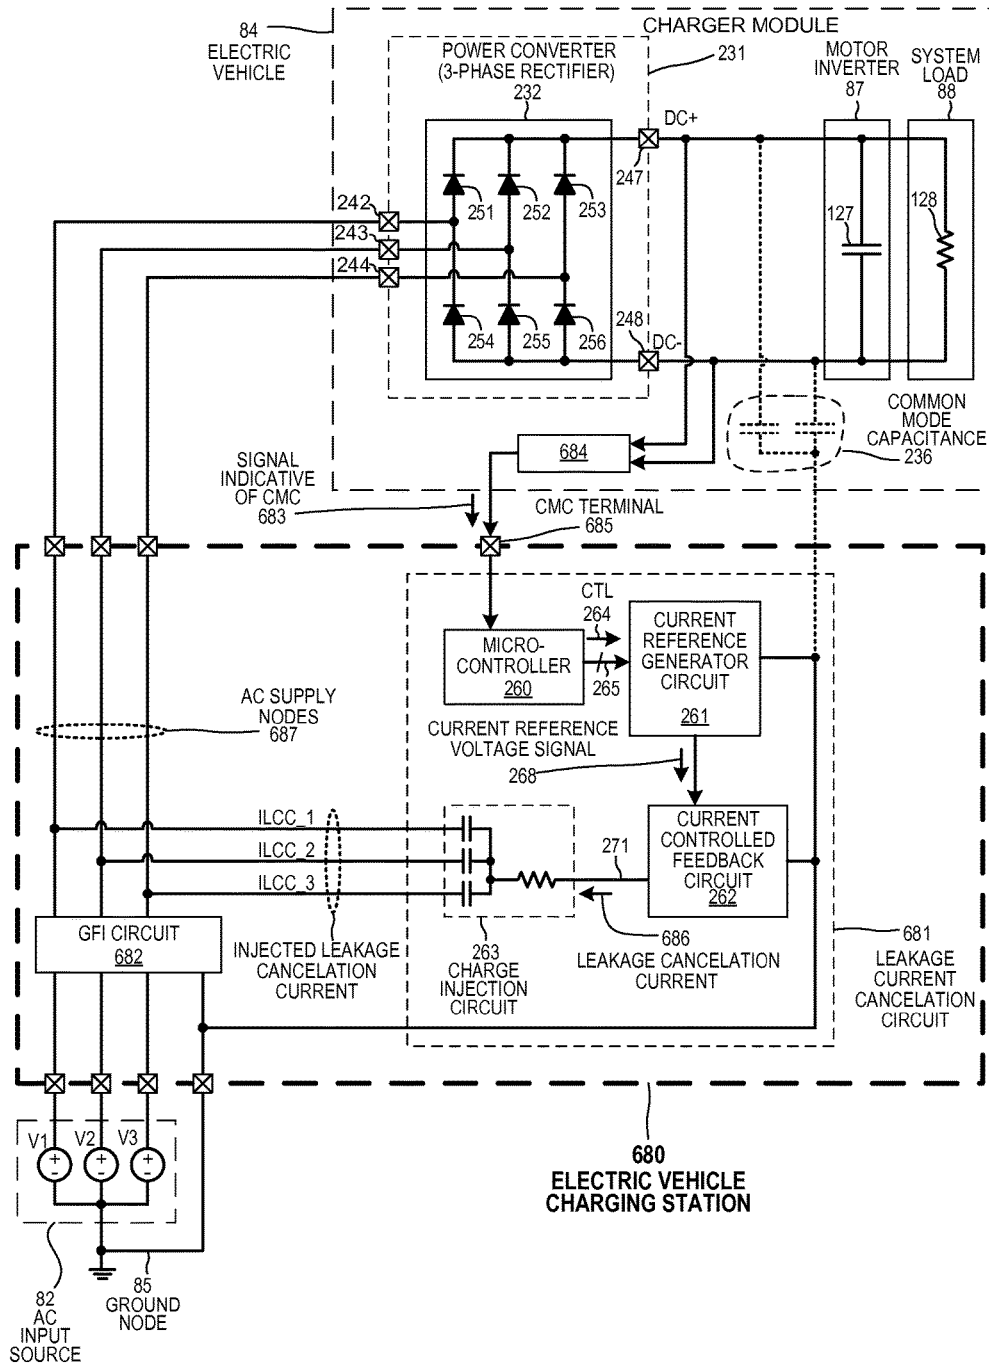 CHARGER MODULE
84
ELECTRIC
VEHICLE
POWER CONVERTER
(3-PHASE RECTIFIER)
232
231
MOTOR
INVERTER
87
SYSTEM
LOAD
88
DC+
247
242
243
244
251
252
253
254
255
256
127
128
248
DC-
COMMON
MODE
CAPACITANCE
236
684
SIGNAL
INDICATIVE
OF CMC
683
CMC TERMINAL
685
CTL
264
265
MICRO-
CONTROLLER
260
CURRENT
REFERENCE
GENERATOR
CIRCUIT
261
AC SUPPLY
NODES
687
CURRENT REFERENCE
VOLTAGE SIGNAL
268
ILCC_1
ILCC_2
ILCC_3
271
CURRENT
CONTROLLED
FEEDBACK
CIRCUIT
262
GFI CIRCUIT
682
INJECTED LEAKAGE
CANCELATION
CURRENT
263
CHARGE
INJECTION
CIRCUIT
686
LEAKAGE CANCELATION
CURRENT
681
LEAKAGE
CURRENT
CANCELATION
CIRCUIT
V1
V2
V3
+
-
+
-
+
-
680
ELECTRIC VEHICLE
CHARGING STATION
82
AC
INPUT
SOURCE
85
GROUND
NODE